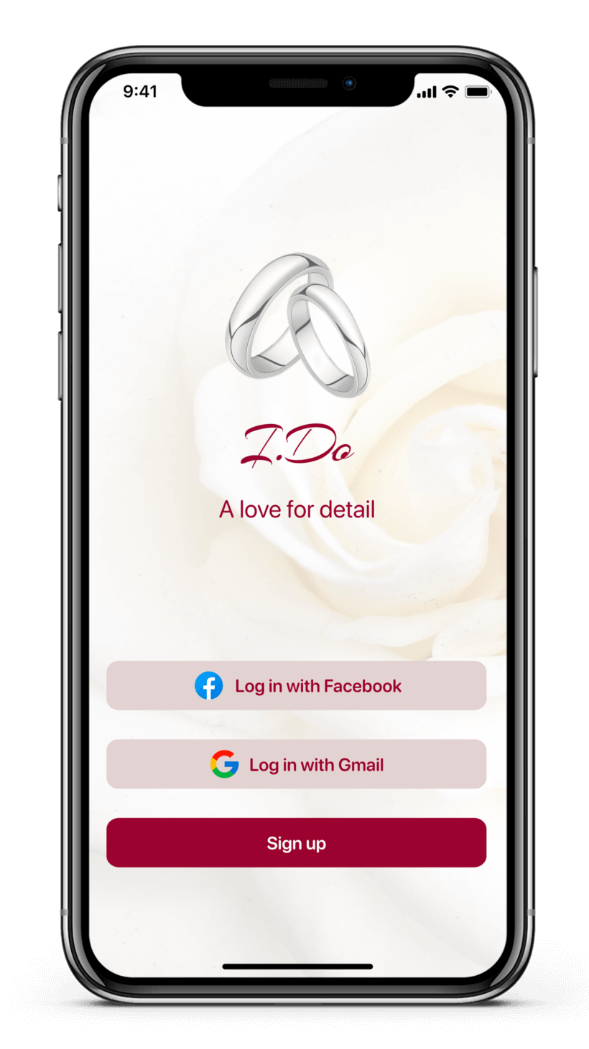 9:41
I.Do
A love for detail
Log in with Facebook
Log in with Gmail
Sign up